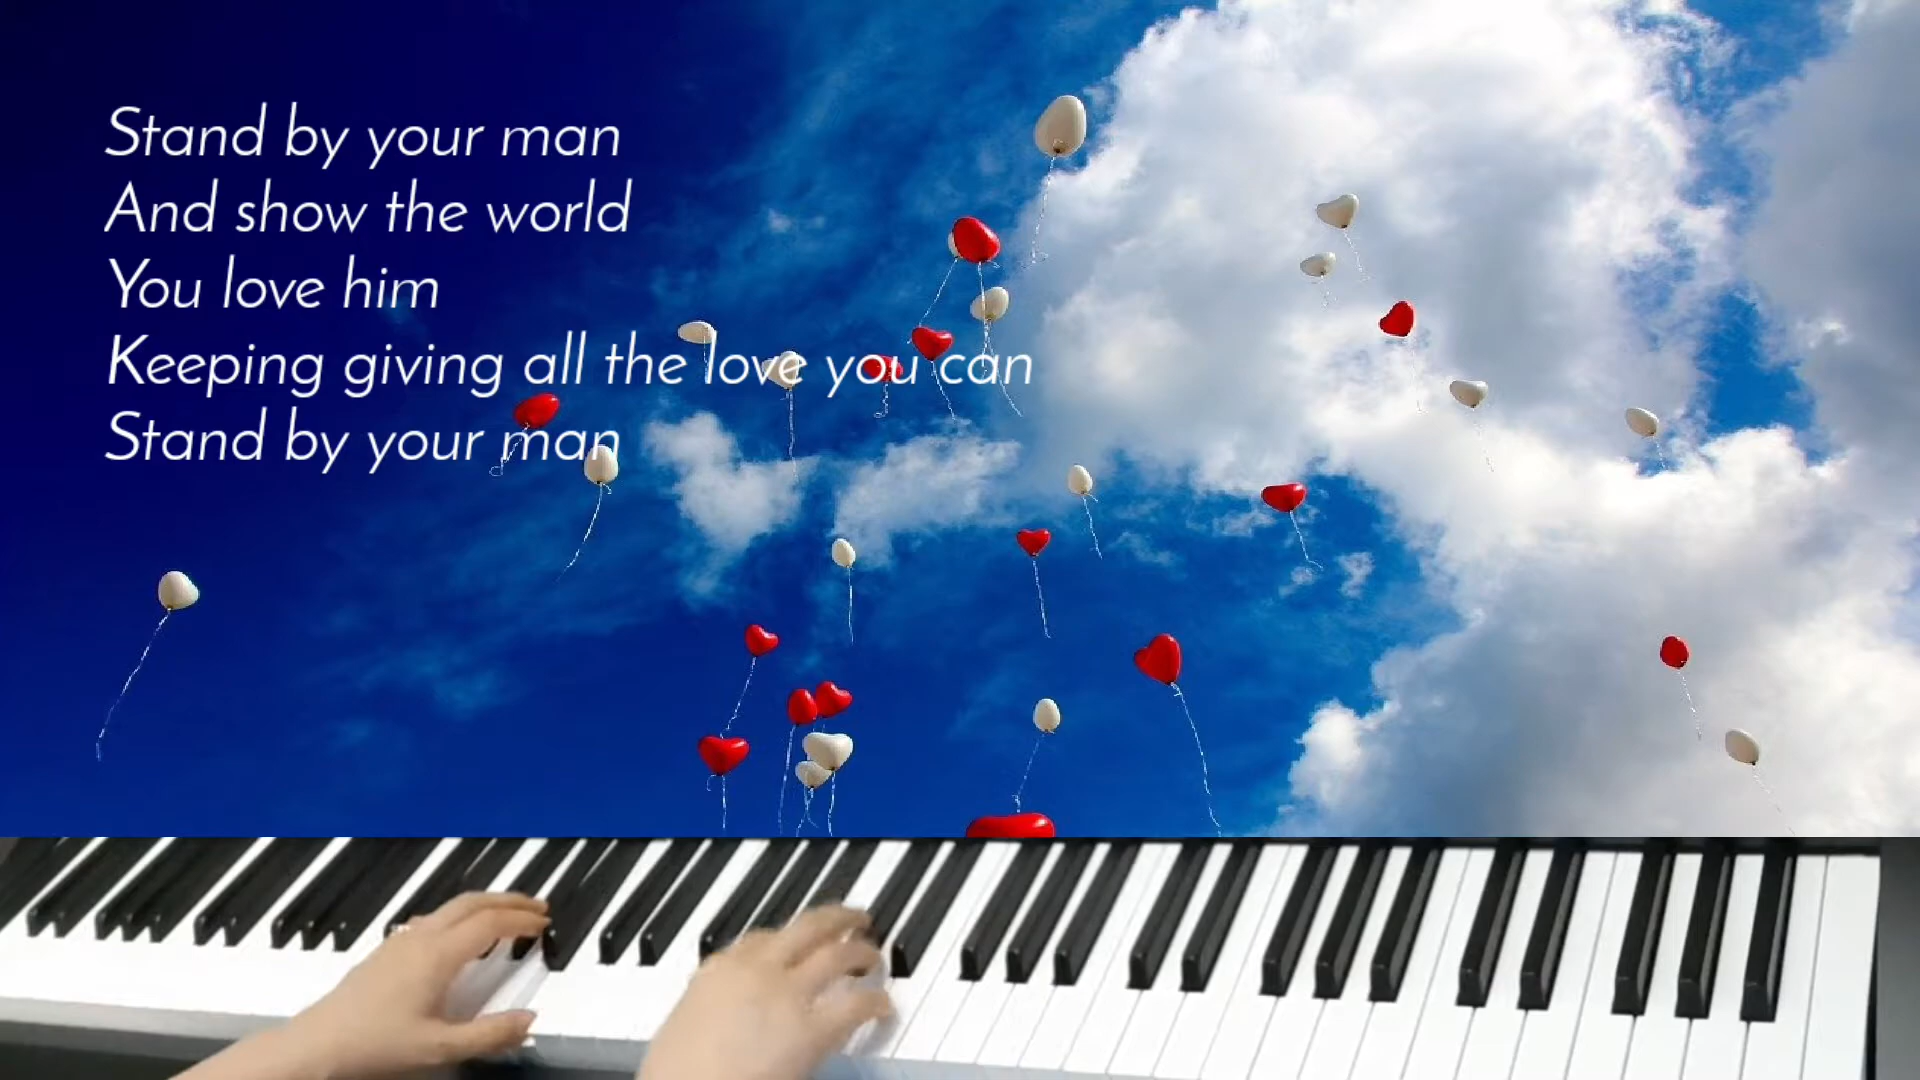 Stand by your man
And show the world
You love him
Keeping giving all the love you can
Stand by your man